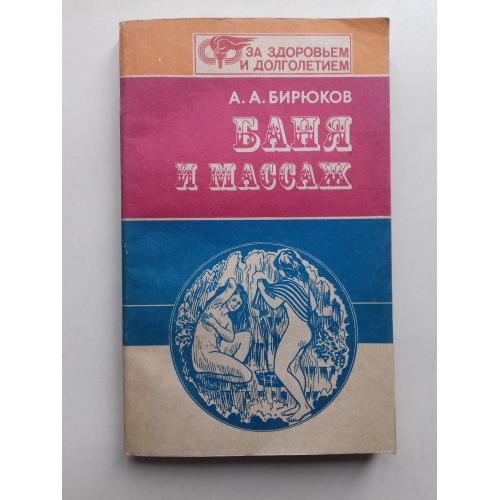 ЗА ЗДОРОВЬЕМ
И ДОЛГОЛЕТИЕМ
А. А. БИРЮКОВ
БАНЯ
И МАССАЖ